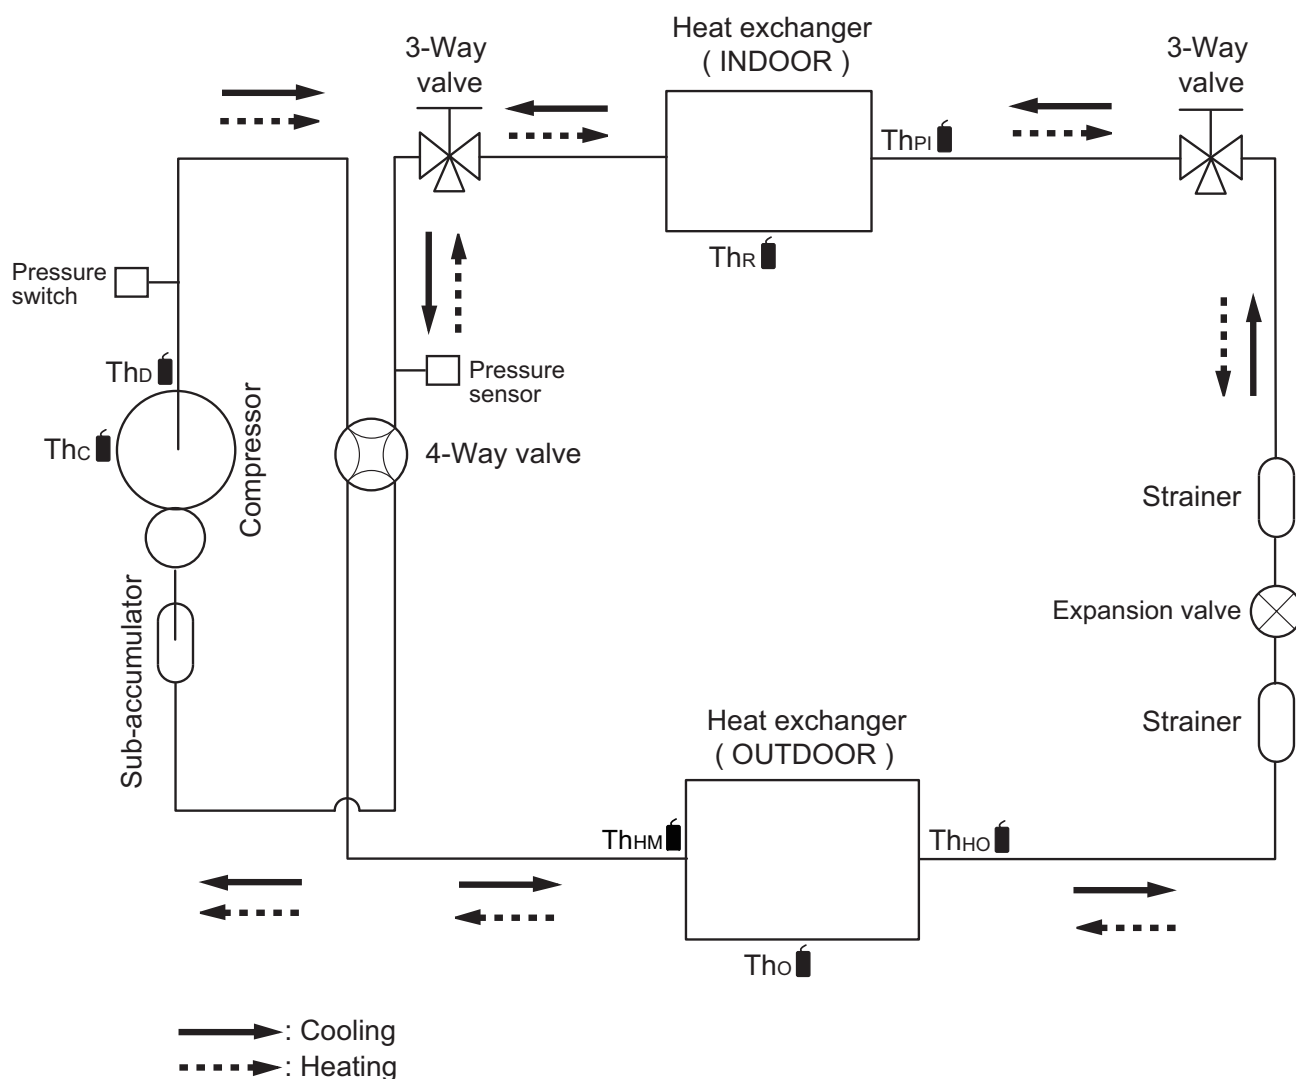 Heat exchanger
( INDOOR )
3-Way
valve
3-Way
valve
ThPI
ThR
Pressure
switch
ThD
Pressure
sensor
ThC
Compressor
4-Way valve
Strainer
Expansion valve
Sub-accumulator
Strainer
Heat exchanger
( OUTDOOR )
ThHM
ThHO
ThO
: Cooling
: Heating